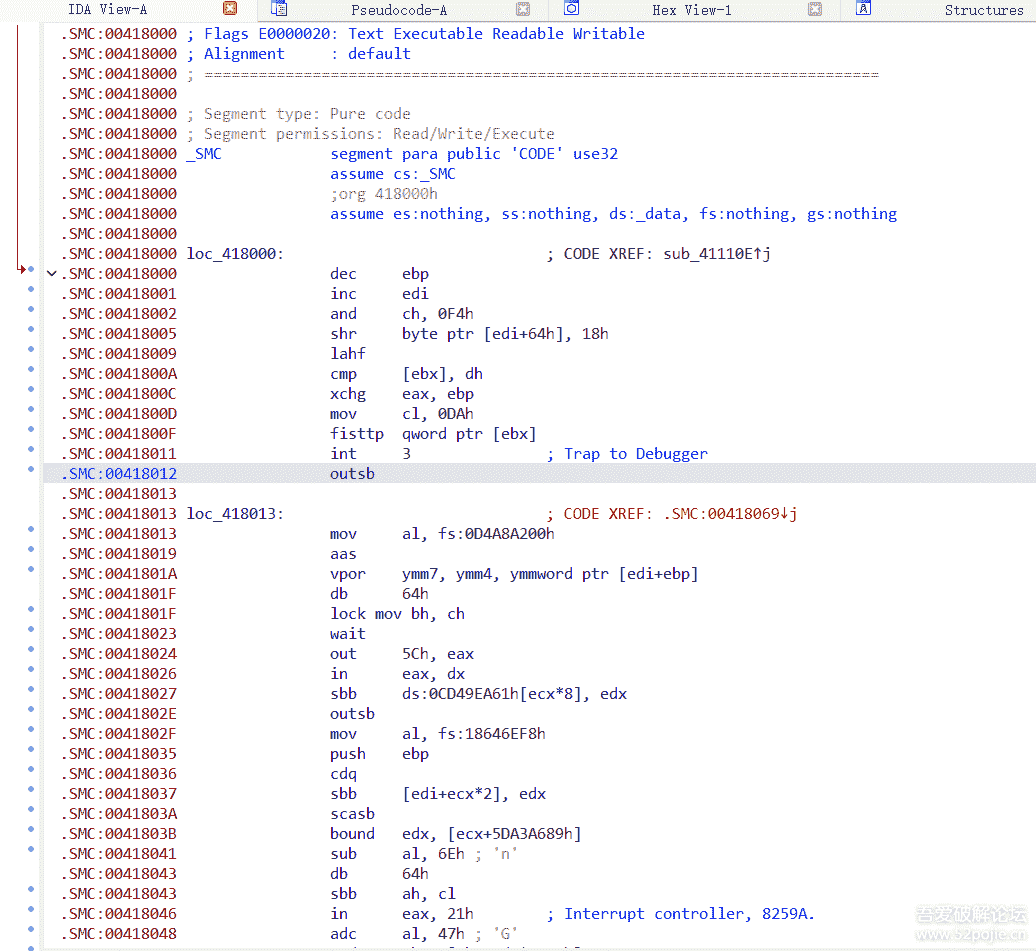 IDA View-A Pseudocode-A Hex View-1 Structures
.SMC:00418000 ; Flags E0000020: Text Executable Readable Writable
.SMC:00418000 ; Alignment : default
.SMC:00418000 ; ===========================================================================
.SMC:00418000
.SMC:00418000 ; Segment type: Pure code
.SMC:00418000 ; Segment permissions: Read/Write/Execute
.SMC:00418000 _SMC segment para public 'CODE' use32
.SMC:00418000 assume cs:_SMC
.SMC:00418000 ;org 418000h
.SMC:00418000 assume es:nothing, ss:nothing, ds:_data, fs:nothing, gs:nothing
.SMC:00418000
.SMC:00418000 loc_418000: ; CODE XREF: sub_41110E↑j
.SMC:00418000 dec ebp
.SMC:00418001 inc edi
.SMC:00418002 and ch, 0F4h
.SMC:00418005 shr byte ptr [edi+64h], 18h
.SMC:00418009 lahf
.SMC:0041800A cmp [ebx], dh
.SMC:0041800C xchg eax, ebp
.SMC:0041800D mov cl, 0DAh
.SMC:0041800F fisttp qword ptr [ebx]
.SMC:00418011 int 3 ; Trap to Debugger
.SMC:00418012 outsb
.SMC:00418013
.SMC:00418013 loc_418013: ; CODE XREF: .SMC:00418069↓j
.SMC:00418013 mov al, fs:0D4A8A200h
.SMC:00418019 aas
.SMC:0041801A vpor ymm7, ymm4, ymmword ptr [edi+ebp]
.SMC:0041801F db 64h
.SMC:0041801F lock mov bh, ch
.SMC:00418023 wait
.SMC:00418024 out 5Ch, eax
.SMC:00418026 in eax, dx
.SMC:00418027 sbb ds:0CD49EA61h[ecx*8], edx
.SMC:0041802E outsb
.SMC:0041802F mov al, fs:18646EF8h
.SMC:00418035 push ebp
.SMC:00418036 cdq
.SMC:00418037 sbb [edi+ecx*2], edx
.SMC:0041803A scasb
.SMC:0041803B bound edx, [ecx+5DA3A689h]
.SMC:00418041 sub al, 6Eh ; 'n'
.SMC:00418043 db 64h
.SMC:00418043 sbb ah, cl
.SMC:00418046 in eax, 21h ; Interrupt controller, 8259A.
.SMC:00418048 adc al, 47h ; 'G'
吾爱破解论坛
www.52pojie.cn